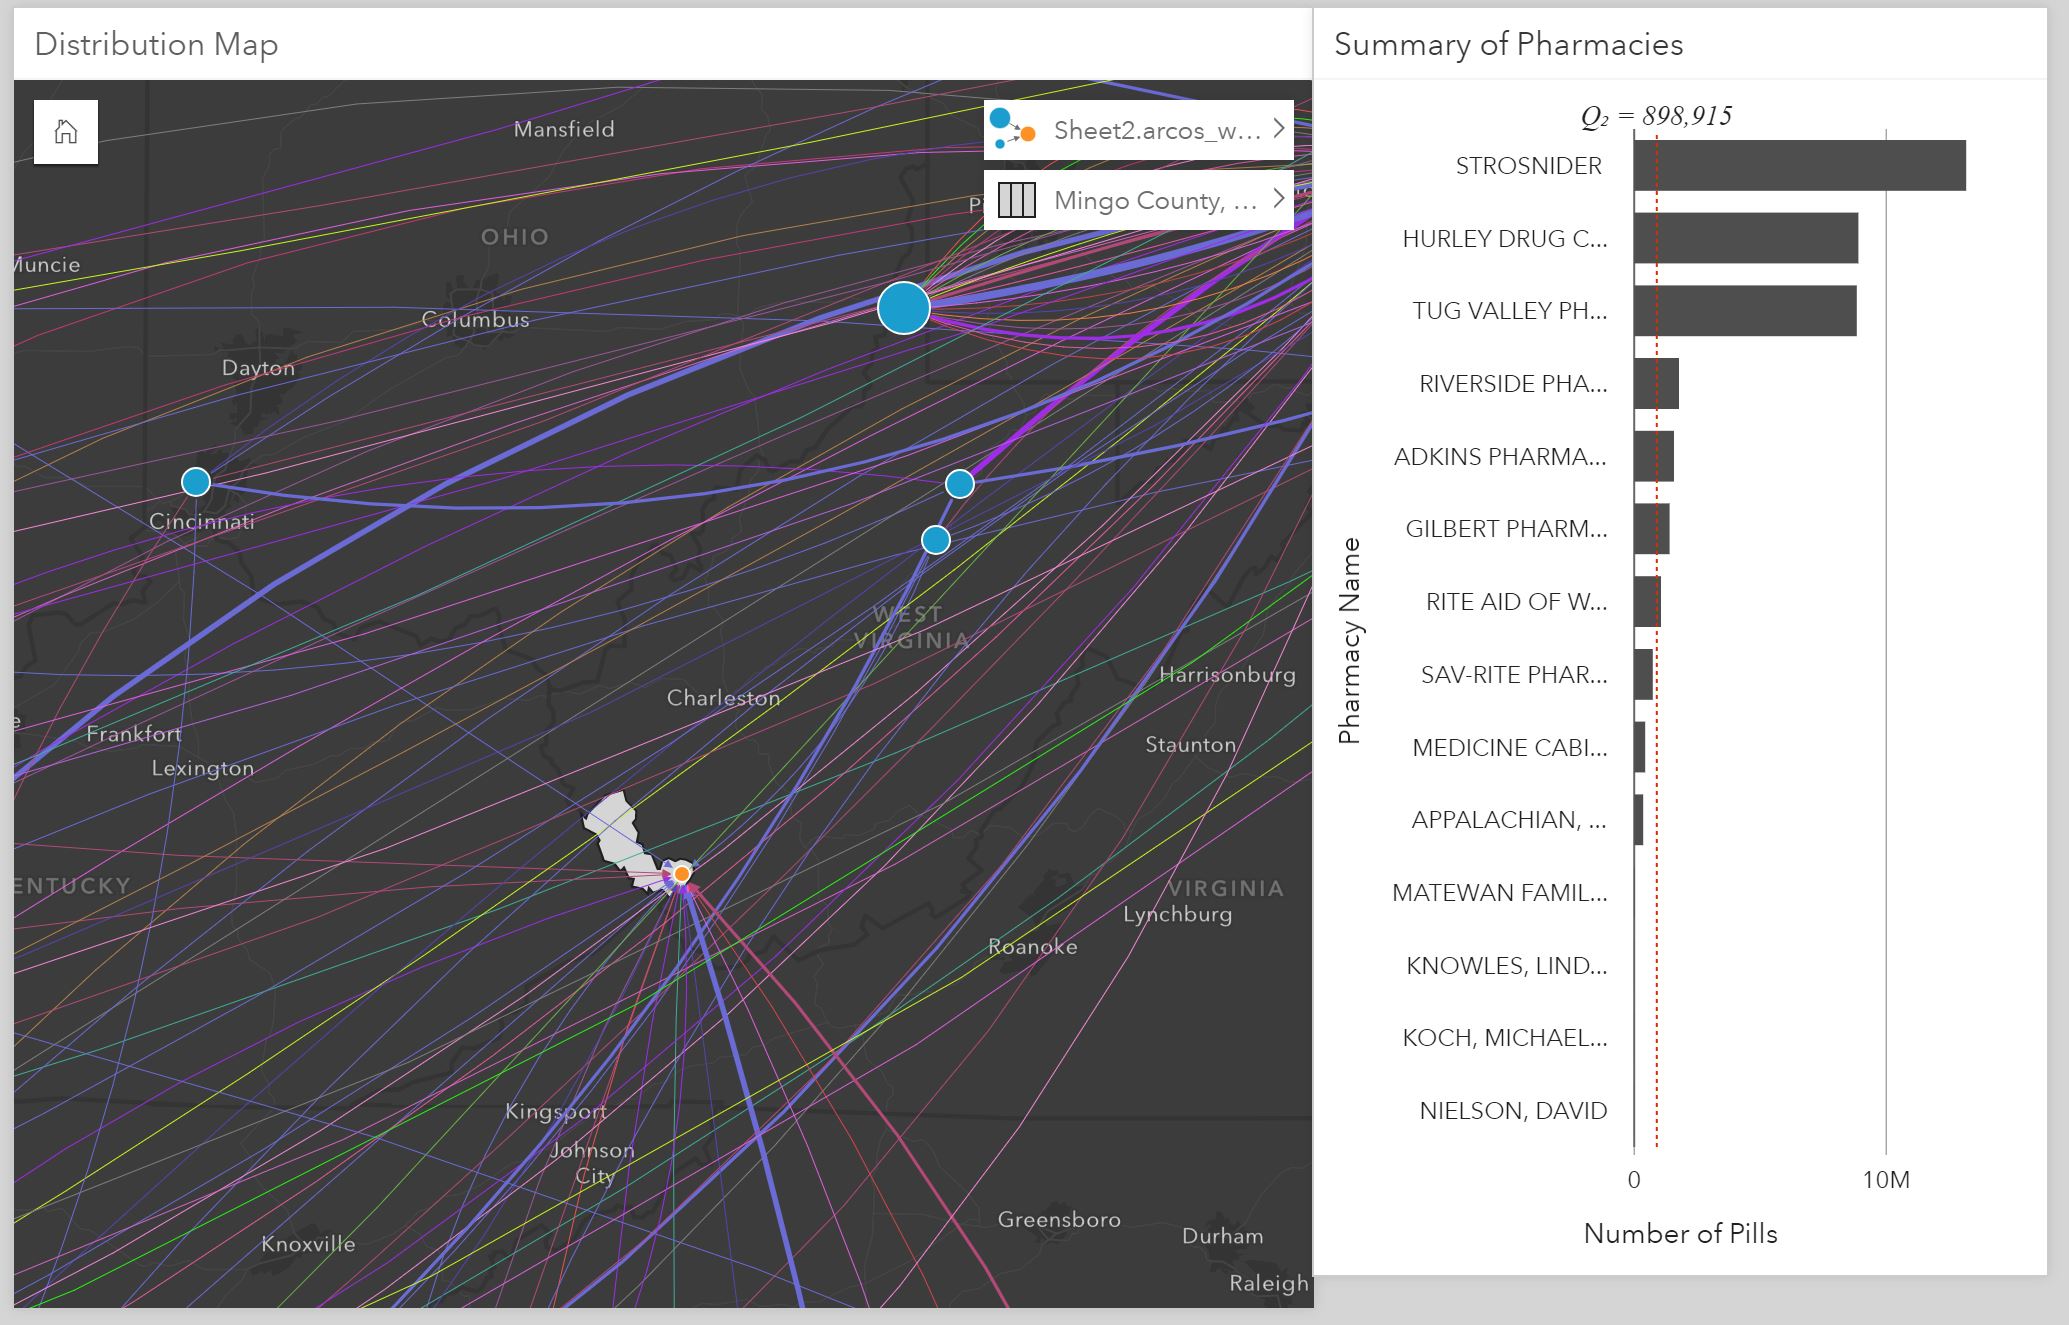 Distribution Map
Summary of Pharmacies
Sheet2.arcos_w...
Mingo County, ...
Mansfield
OHIO
Muncie
Columbus
Dayton
Cincinnati
WEST
VIRGINIA
Harrisonburg
Charleston
Frankfort
Staunton
Lexington
ENTUCKY
VIRGINIA
Lynchburg
Roanoke
Kingsport
Johnson
City
Greensboro
Knoxville
Durham
Raleigh
Q₂ = 898,915
Pharmacy Name
STROSNIDER
HURLEY DRUG C...
TUG VALLEY PH...
RIVERSIDE PHA...
ADKINS PHARMA...
GILBERT PHARM...
RITE AID OF W...
SAV-RITE PHAR...
MEDICINE CABI...
APPALACHIAN, ...
MATEWAN FAMIL...
KNOWLES, LIND...
KOCH, MICHAEL...
NIELSON, DAVID
0 10M
Number of Pills